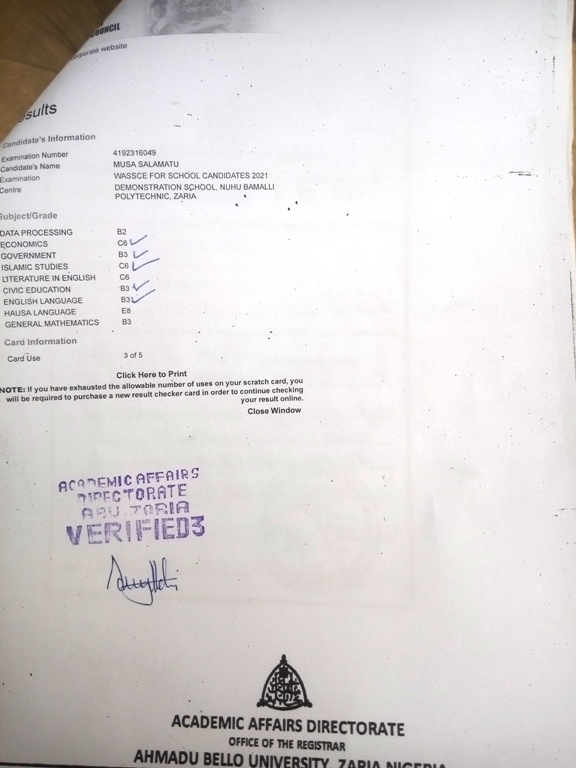 COUNCIL
corporate website
sults
Candidate's Information
Examination Number 4192316049
Candidate's Name MUSA SALAMATU
Examination WASSCE FOR SCHOOL CANDIDATES 2021
Centre DEMONSTRATION SCHOOL, NUHU BAMALLI
POLYTECHNIC, ZARIA
Subject/Grade
DATA PROCESSING B2
ECONOMICS C6
GOVERNMENT B3
ISLAMIC STUDIES C6
LITERATURE IN ENGLISH C6
CIVIC EDUCATION B3
ENGLISH LANGUAGE B3
HAUSA LANGUAGE E8
GENERAL MATHEMATICS B3
Card Information
Card Use 3 of 5
Click Here to Print
NOTE: If you have exhausted the allowable number of uses on your scratch card, you
will be required to purchase a new result checker card in order to continue checking
your result online.
Close Window
ACADEMIC AFFAIRS
DIRECTORATE
ABU, ZARIA
VERIFIED3
ACADEMIC AFFAIRS DIRECTORATE
OFFICE OF THE REGISTRAR
AHMADU BELLO UNIVERSITY, ZARIA NIGERIA